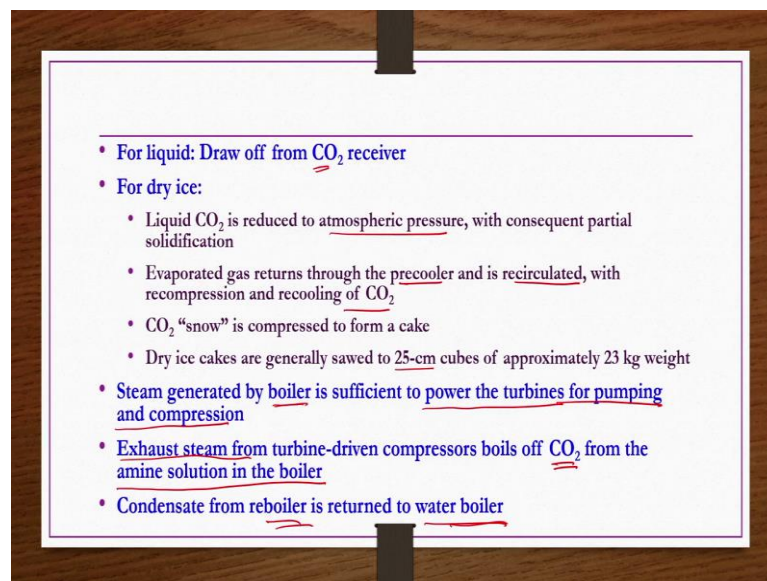 • For liquid: Draw off from CO₂ receiver
• For dry ice:
• Liquid CO₂ is reduced to atmospheric pressure, with consequent partial
solidification
• Evaporated gas returns through the precooler and is recirculated, with
recompression and recooling of CO₂
• CO₂ “snow” is compressed to form a cake
• Dry ice cakes are generally sawed to 25-cm cubes of approximately 23 kg weight
• Steam generated by boiler is sufficient to power the turbines for pumping
and compression
• Exhaust steam from turbine-driven compressors boils off CO₂ from the
amine solution in the boiler
• Condensate from reboiler is returned to water boiler